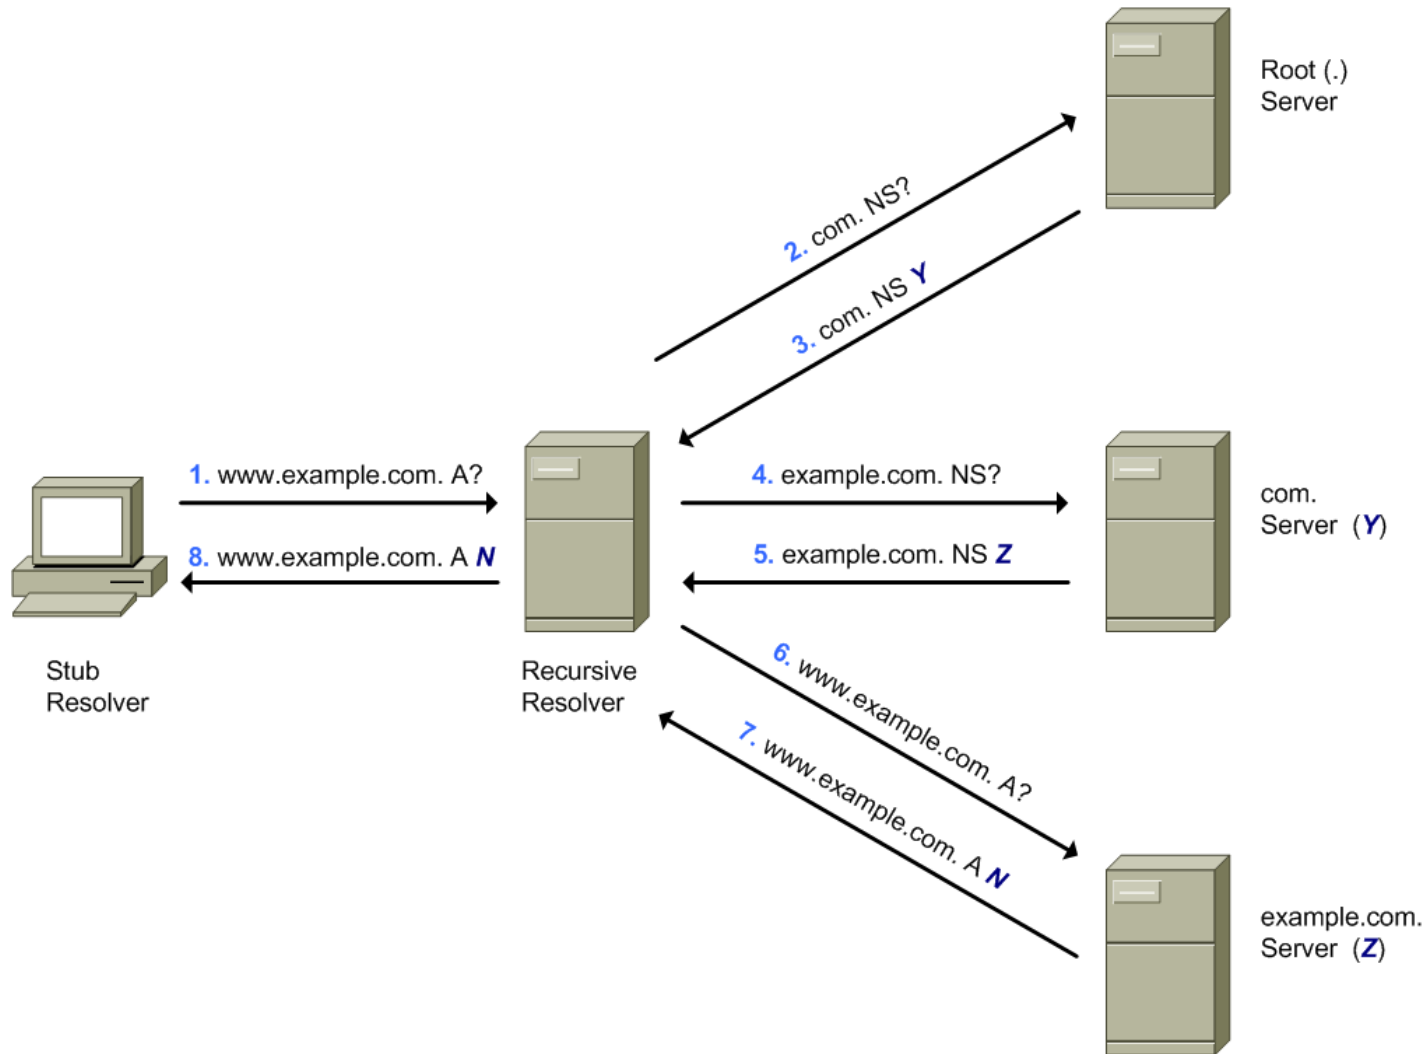 Root (.)
Server
2. com. NS?
3. com. NS Y
1. www.example.com. A?
8. www.example.com. A N
4. example.com. NS?
5. example.com. NS Z
com.
Server (Y)
Stub
Resolver
Recursive
Resolver
6. www.example.com. A?
7. www.example.com. A N
example.com.
Server (Z)